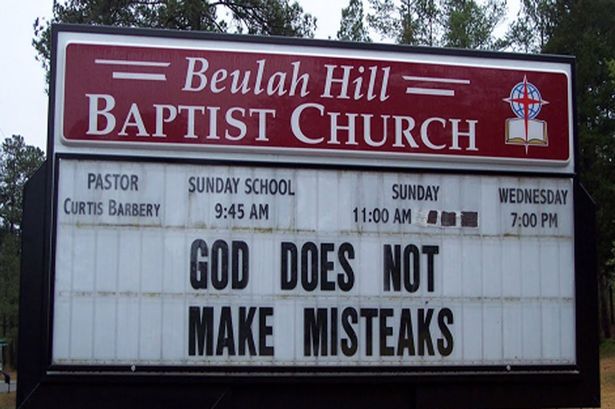 Beulah Hill
BAPTIST CHURCH
PASTOR
CURTIS BARBERY
SUNDAY SCHOOL
9:45 AM
SUNDAY
11:00 AM
WEDNESDAY
7:00 PM
GOD DOES NOT
MAKE MISTEAKS